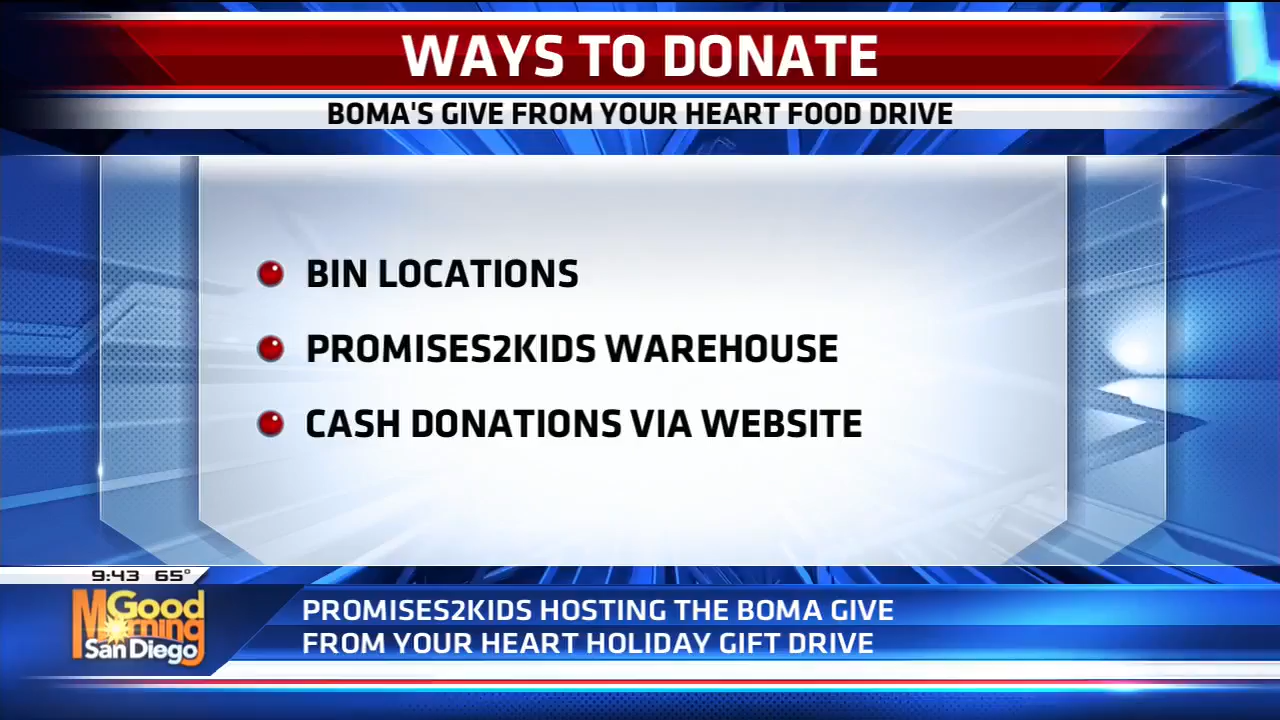 WAYS TO DONATE
BOMA'S GIVE FROM YOUR HEART FOOD DRIVE
BIN LOCATIONS
PROMISES2KIDS WAREHOUSE
CASH DONATIONS VIA WEBSITE
9:43 65°
Good
Morning
San Diego
PROMISES2KIDS HOSTING THE BOMA GIVE
FROM YOUR HEART HOLIDAY GIFT DRIVE